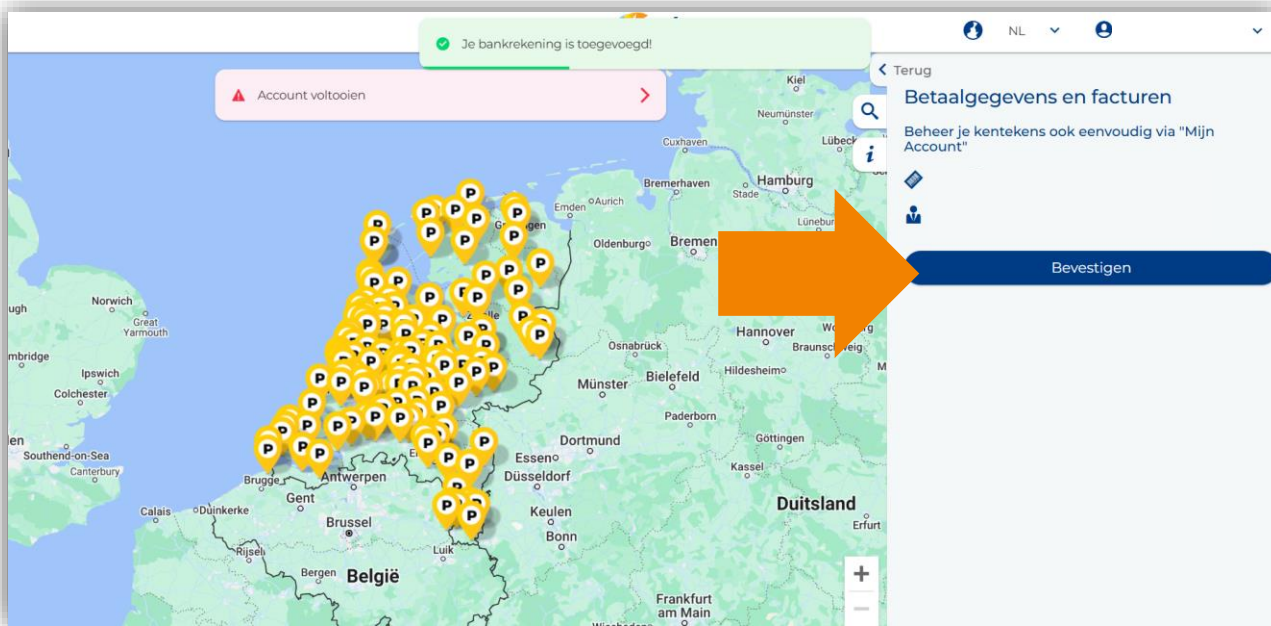 Je bankrekening is toegevoegd!
NL
Account voltooien
Terug
Betaalgegevens en facturen
Beheer je kentekens ook eenvoudig via "Mijn
Account"
Bevestigen
Kiel
Neumünster
Cuxhaven
Lübeck
Bremerhaven
Hamburg
Stade
Emden
Aurich
Oldenburg
Bremen
Norwich
Great
Yarmouth
Ipswich
Colchester
Hannover
Osnabrück
Braunschweig
Hildesheim
Bielefeld
Münster
Paderborn
Göttingen
Southend-on-Sea
Canterbury
Dortmund
Essen
Kassel
Brugge
Antwerpen
Düsseldorf
Gent
Calais
Duinkerke
Keulen
Duitsland
Brussel
Bonn
Erfurt
Rijsel
Luik
Bergen
België
Frankfurt
am Main